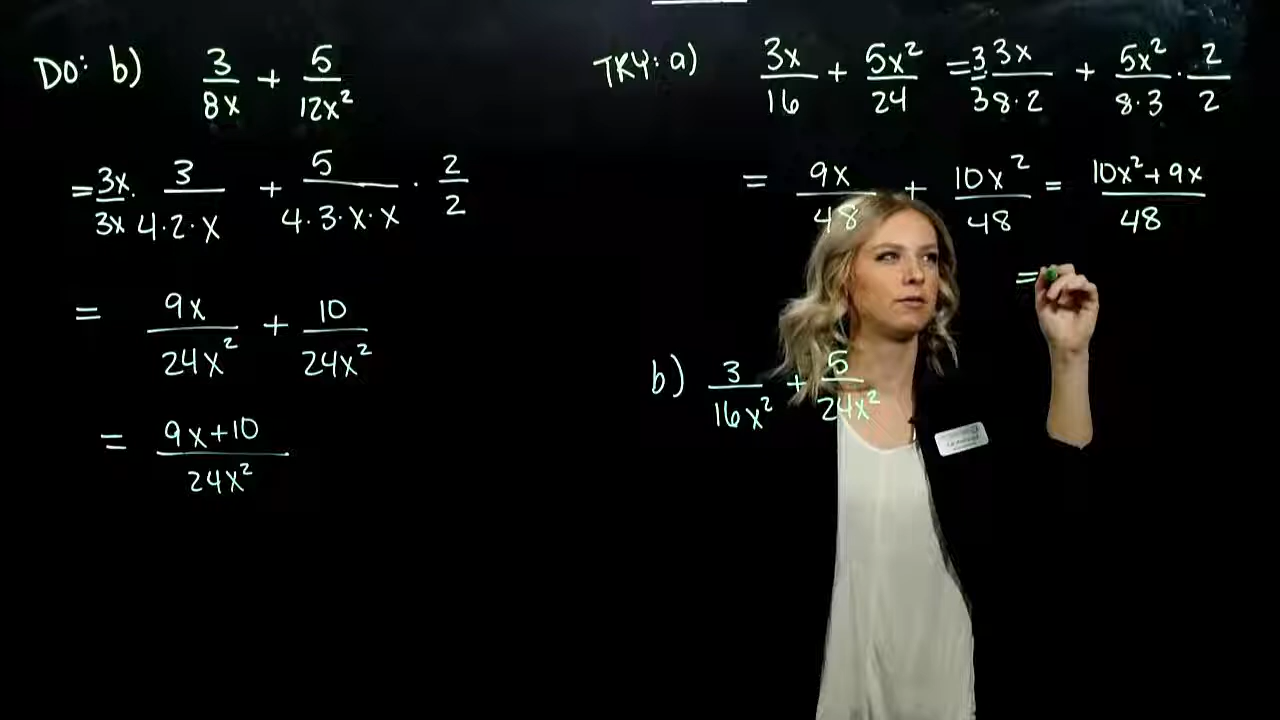 DO: b) 3/8x + 5/12x²
= 3x/3x · 3/(4·2·x) + 5/(4·3·x·x) · 2/2
= 9x/24x² + 10/24x²
= (9x+10)/24x²
TRY: a) 3x/16 + 5x²/24 = 3/3 3x/(8·2) + 5x²/(8·3) · 2/2
= 9x/48 + 10x²/48 = (10x²+9x)/48
=
b) 3/16x² + 5/24x²